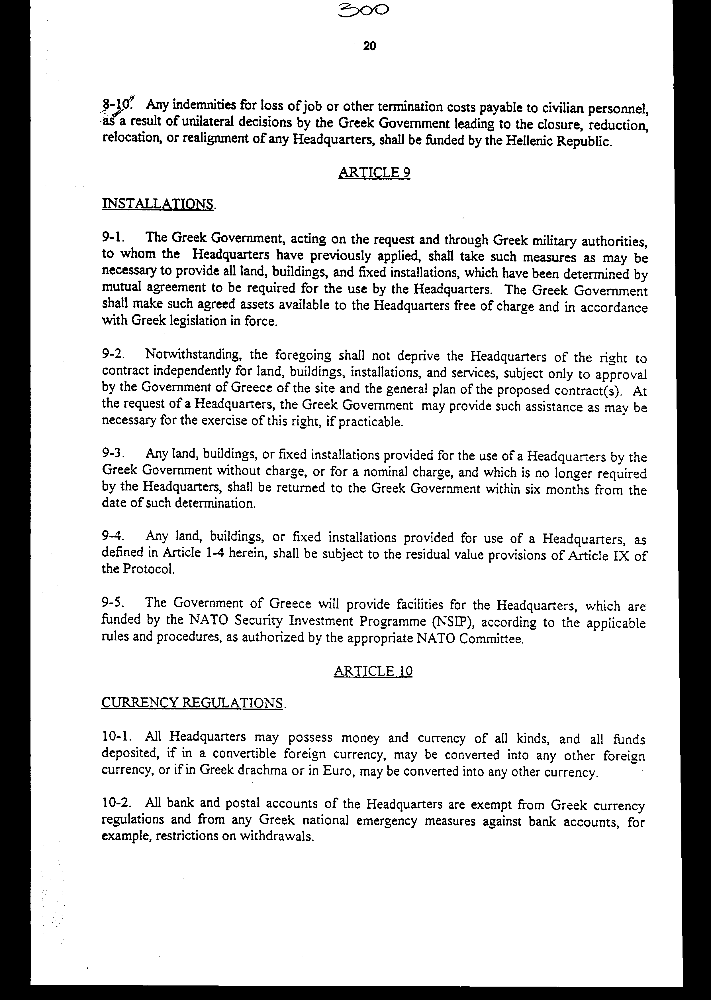 300
20
8-10. Any indemnities for loss of job or other termination costs payable to civilian personnel,
as a result of unilateral decisions by the Greek Government leading to the closure, reduction,
relocation, or realignment of any Headquarters, shall be funded by the Hellenic Republic.
ARTICLE 9
INSTALLATIONS.
9-1. The Greek Government, acting on the request and through Greek military authorities,
to whom the Headquarters have previously applied, shall take such measures as may be
necessary to provide all land, buildings, and fixed installations, which have been determined by
mutual agreement to be required for the use by the Headquarters. The Greek Government
shall make such agreed assets available to the Headquarters free of charge and in accordance
with Greek legislation in force.
9-2. Notwithstanding, the foregoing shall not deprive the Headquarters of the right to
contract independently for land, buildings, installations, and services, subject only to approval
by the Government of Greece of the site and the general plan of the proposed contract(s). At
the request of a Headquarters, the Greek Government may provide such assistance as may be
necessary for the exercise of this right, if practicable.
9-3. Any land, buildings, or fixed installations provided for the use of a Headquarters by the
Greek Government without charge, or for a nominal charge, and which is no longer required
by the Headquarters, shall be returned to the Greek Government within six months from the
date of such determination.
9-4. Any land, buildings, or fixed installations provided for use of a Headquarters, as
defined in Article 1-4 herein, shall be subject to the residual value provisions of Article IX of
the Protocol.
9-5. The Government of Greece will provide facilities for the Headquarters, which are
funded by the NATO Security Investment Programme (NSIP), according to the applicable
rules and procedures, as authorized by the appropriate NATO Committee.
ARTICLE 10
CURRENCY REGULATIONS.
10-1. All Headquarters may possess money and currency of all kinds, and all funds
deposited, if in a convertible foreign currency, may be converted into any other foreign
currency, or if in Greek drachma or in Euro, may be converted into any other currency.
10-2. All bank and postal accounts of the Headquarters are exempt from Greek currency
regulations and from any Greek national emergency measures against bank accounts, for
example, restrictions on withdrawals.